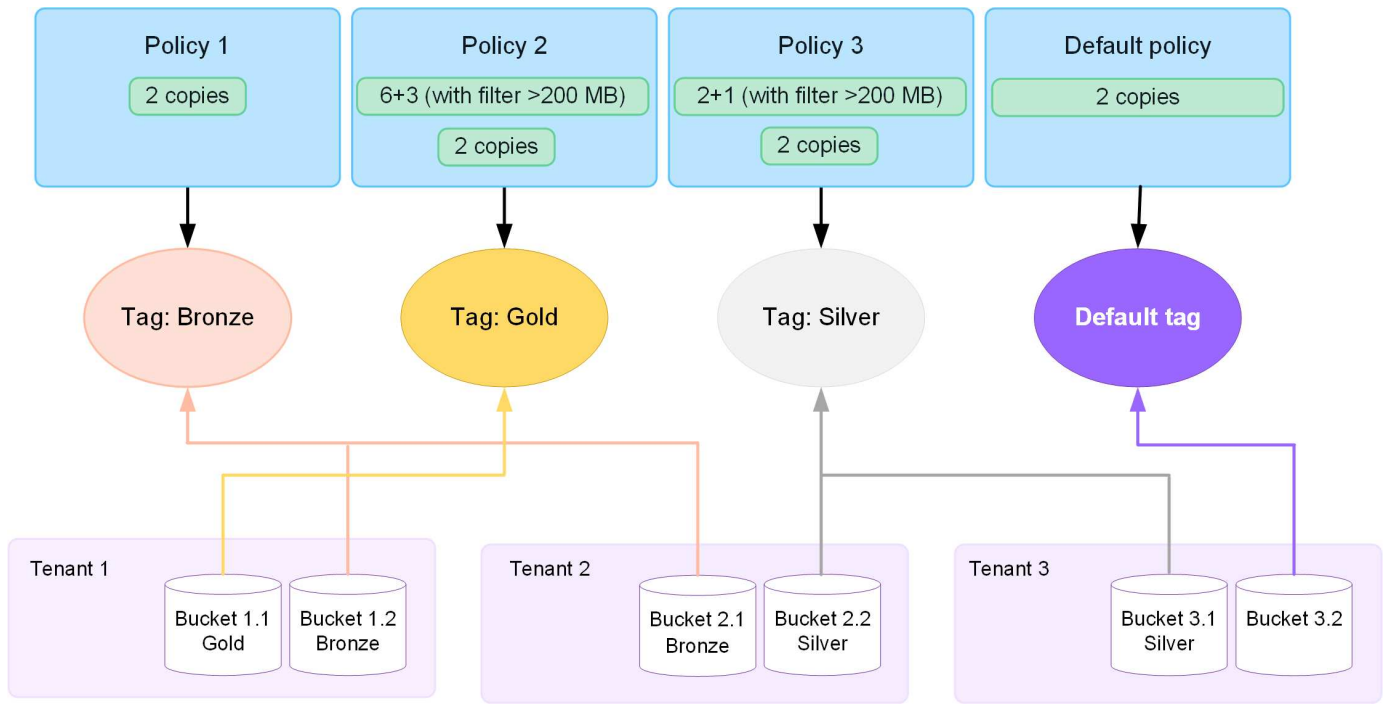 Policy 1
2 copies
Policy 2
6+3 (with filter >200 MB)
2 copies
Policy 3
2+1 (with filter >200 MB)
2 copies
Default policy
2 copies
Tag: Bronze
Tag: Gold
Tag: Silver
Default tag
Tenant 1
Bucket 1.1
Gold
Bucket 1.2
Bronze
Tenant 2
Bucket 2.1
Bronze
Bucket 2.2
Silver
Tenant 3
Bucket 3.1
Silver
Bucket 3.2